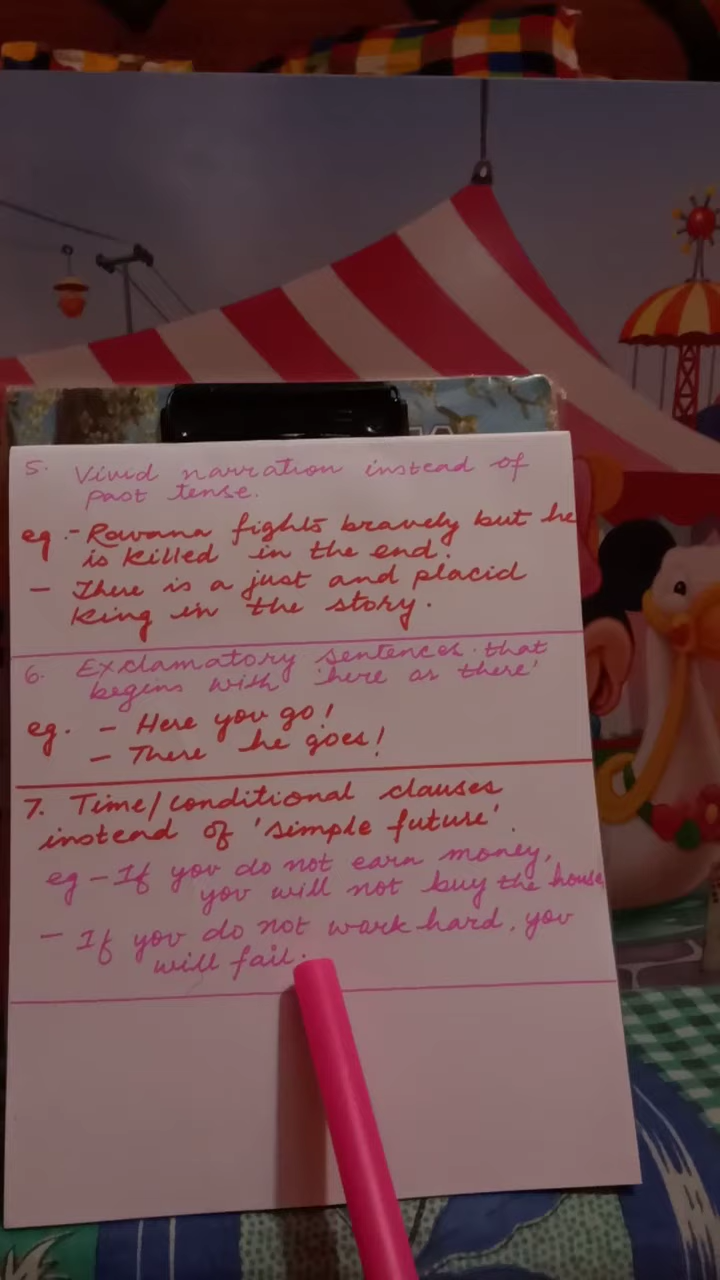 5. Vivid narration instead of
past tense.
eg.- Ravana fights bravely but he
is killed in the end.
- There is a just and placid
king in the story.
6. Exclamatory sentences that
begins with 'here or there'
eg. - Here you go!
- There he goes!
7. Time/conditional clauses
instead of 'simple future'.
eg - If you do not earn money,
you will not buy the house
- If you do not work hard, you
will fail.